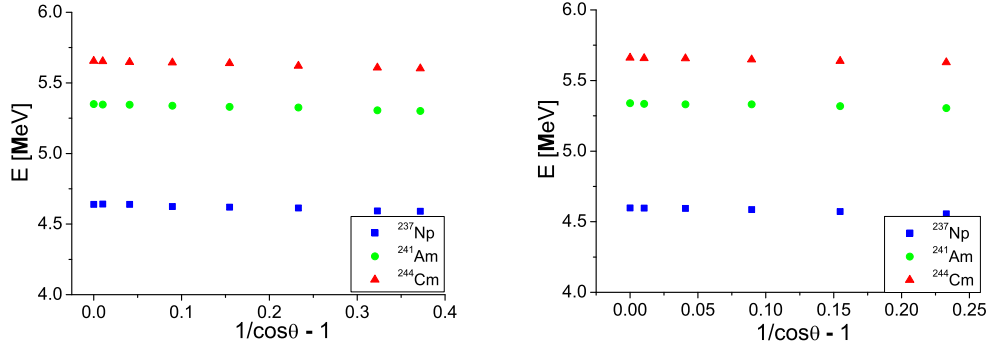 6.0
5.5
5.0
4.5
4.0
E [MeV]
0.0 0.1 0.2 0.3 0.4
1/cosθ - 1
²³⁷Np
²⁴¹Am
²⁴⁴Cm
6.0
5.5
5.0
4.5
4.0
E [MeV]
0.00 0.05 0.10 0.15 0.20 0.25
1/cosθ - 1
²³⁷Np
²⁴¹Am
²⁴⁴Cm